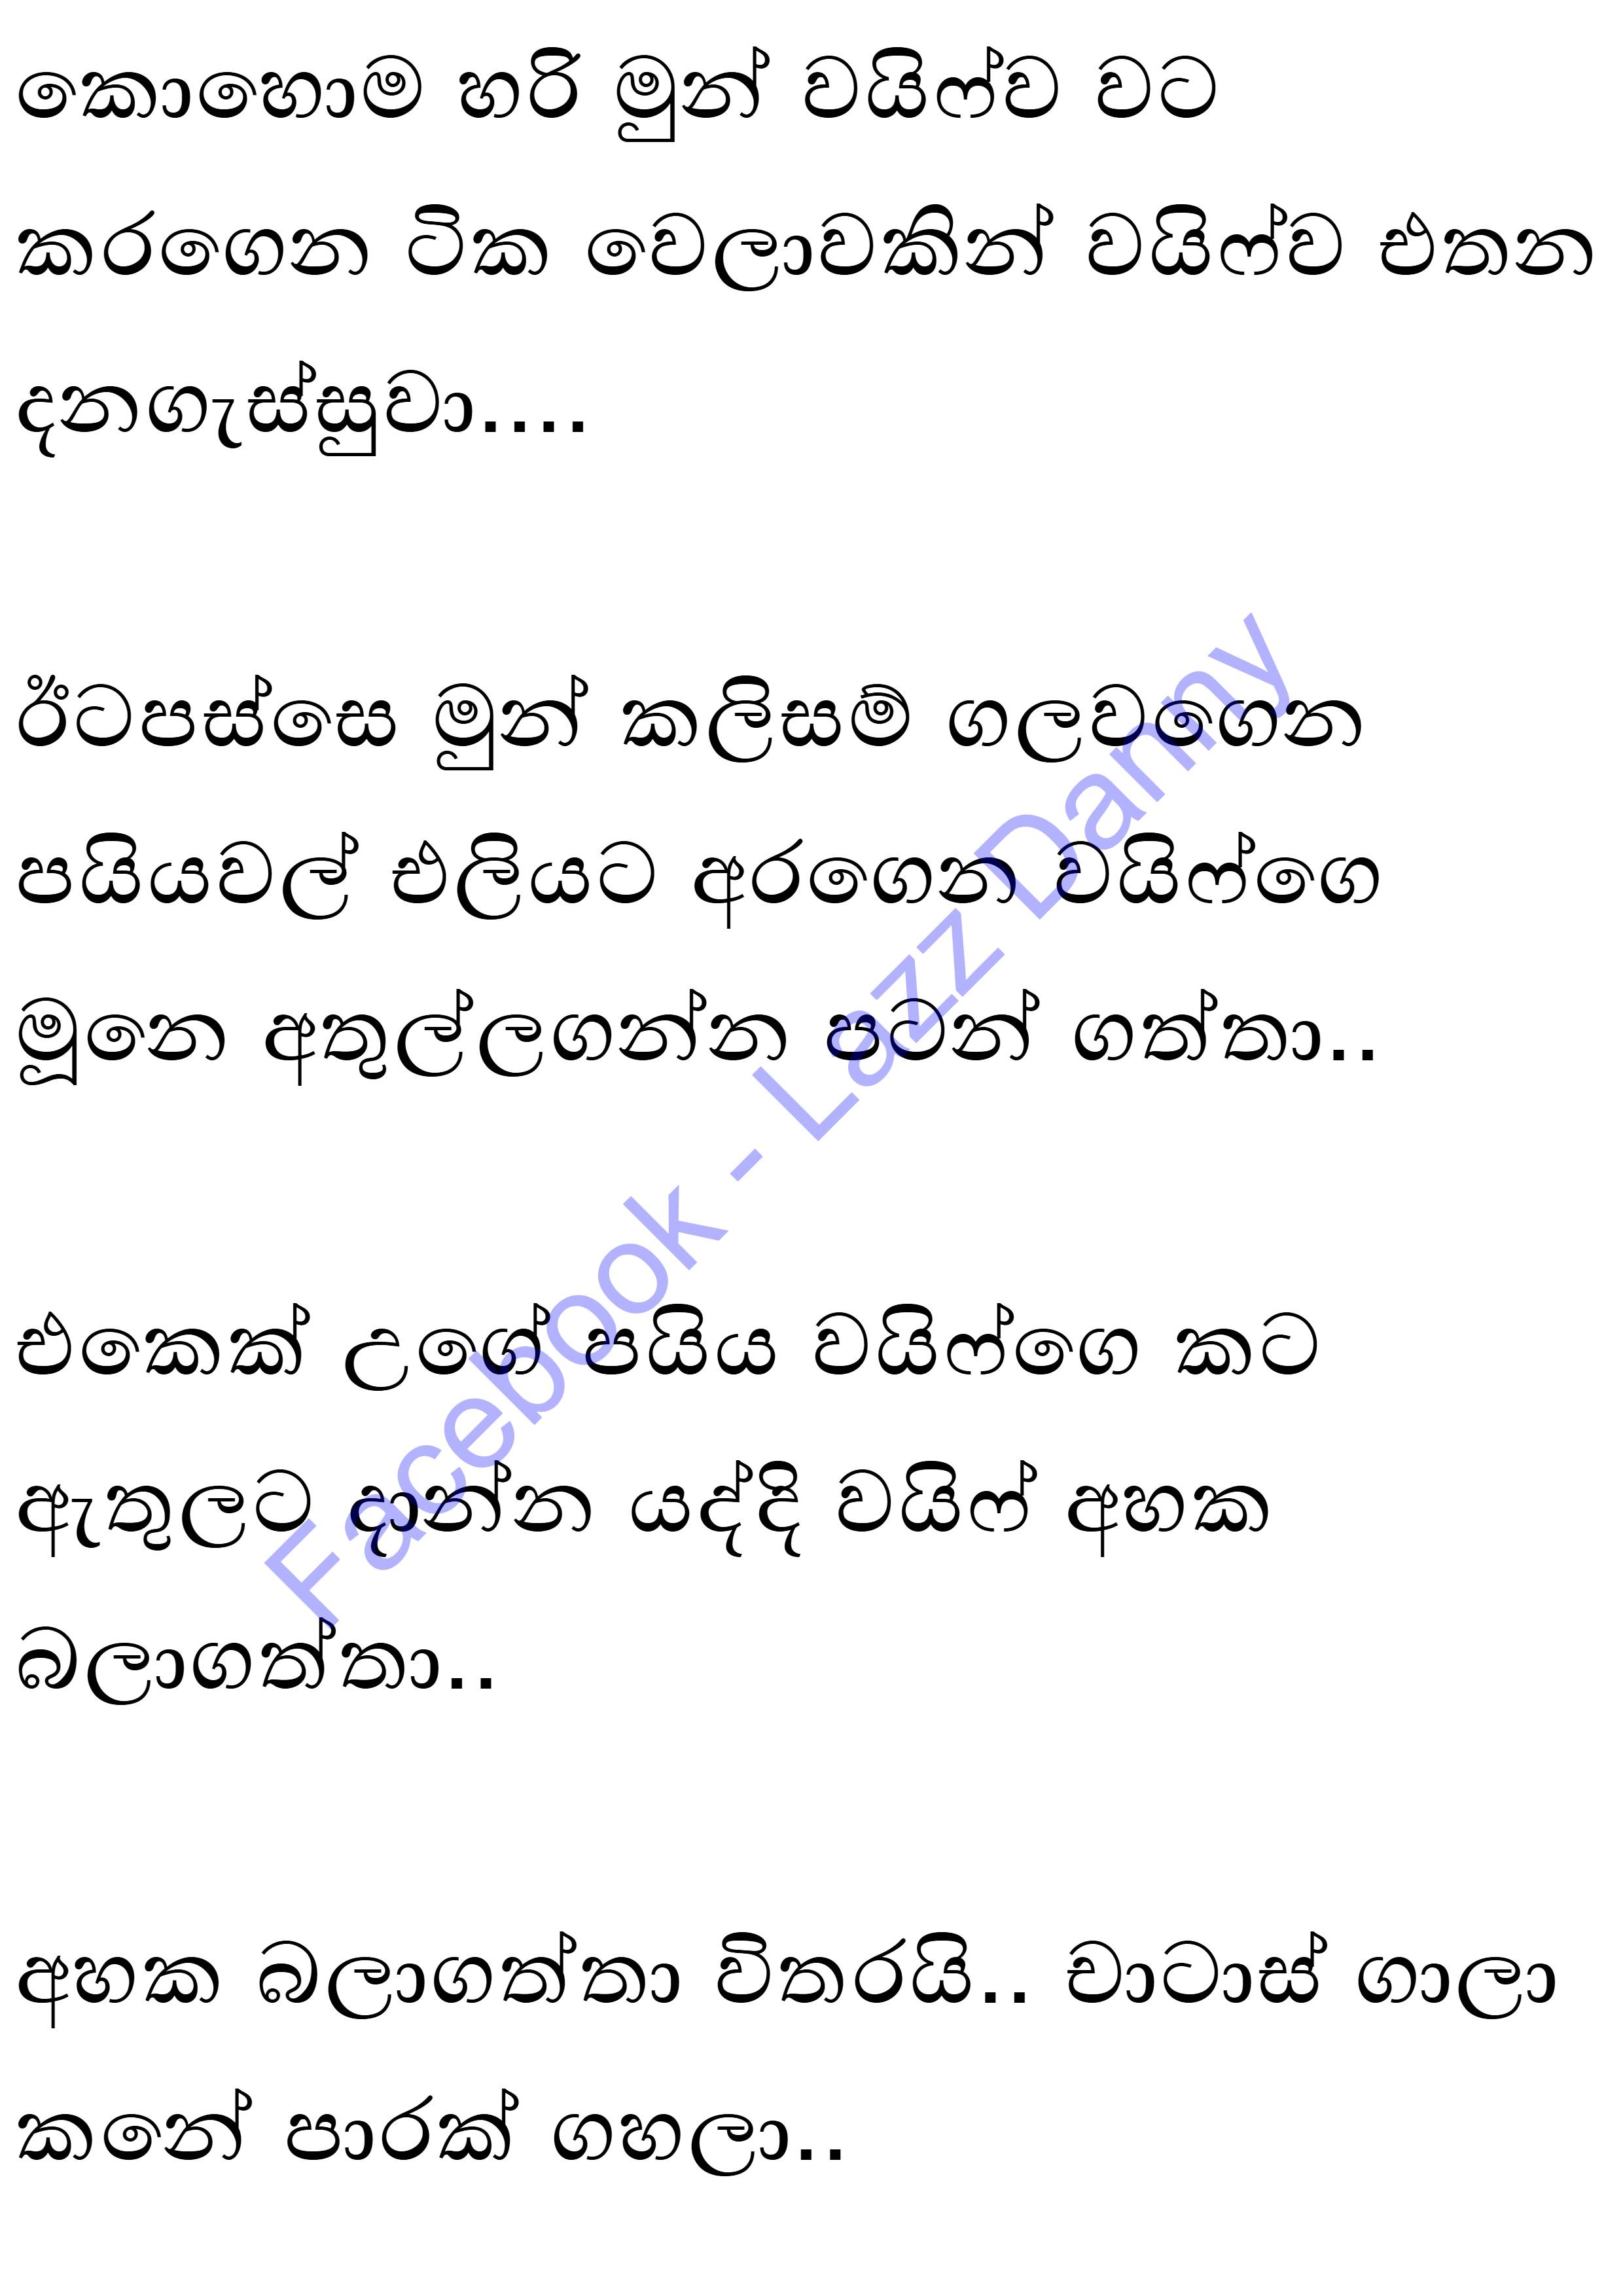 කොහොම හරි මුන් වයිෆ්ව වට
කරගෙන ටික වෙලාවකින් වයිෆ්ව එතන
දනගැස්සුවා....
ඊටපස්සෙ මුන් කලිසම් ගලවගෙන
පයියවල් එලියට අරගෙන වයිෆ්ගෙ
මූනෙ අතුල්ලගන්න පටන් ගත්තා..
එකෙක් උගේ පයිය වයිෆ්ගෙ කට
ඇතුලට දාන්න යද්දි වයිෆ් අහක
බලාගත්තා..
අහක බලාගත්තා විතරයි.. චාටාස් ගාලා
කනේ පාරක් ගහලා..
Facebook - Lazz Danny